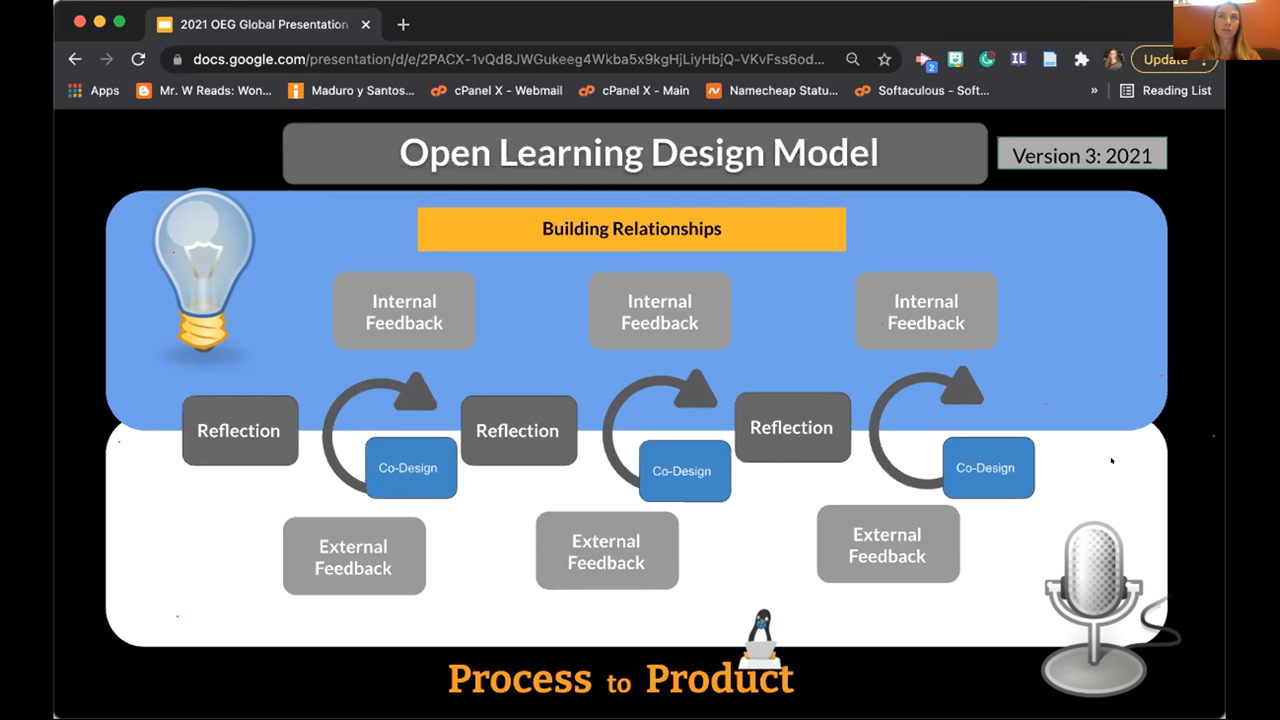 2021 OEG Global Presentation
docs.google.com/presentation/d/e/2PACX-1vQd8JWGukeeg4Wkba5x9kgHjLiyHbjQ-VKvFss6od...
2
IL
Update
Apps
Mr. W Reads: Won...
Maduro y Santos...
cPanel X - Webmail
cPanel X - Main
Namecheap Statu...
Softaculous - Soft...
»
Reading List
Open Learning Design Model
Version 3: 2021
Building Relationships
Internal
Feedback
Internal
Feedback
Internal
Feedback
Reflection
Reflection
Reflection
Co-Design
Co-Design
Co-Design
External
Feedback
External
Feedback
External
Feedback
Process to Product